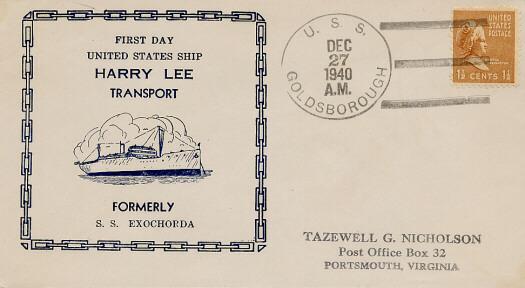 FIRST DAY
UNITED STATES SHIP
HARRY LEE
TRANSPORT
FORMERLY
S. S. EXOCHORDA
U. S. S.
GOLDSBOROUGH
DEC
27
1940
A.M.
UNITED
STATES
POSTAGE
1½ CENTS 1½
TAZEWELL G. NICHOLSON
Post Office Box 32
PORTSMOUTH, VIRGINIA